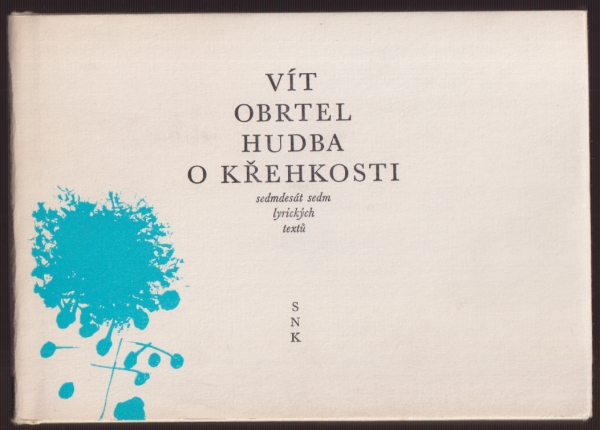 VÍT
OBRTEL
HUDBA
O KŘEHKOSTI
sedmdesát sedm
lyrických
textů
S
N
K